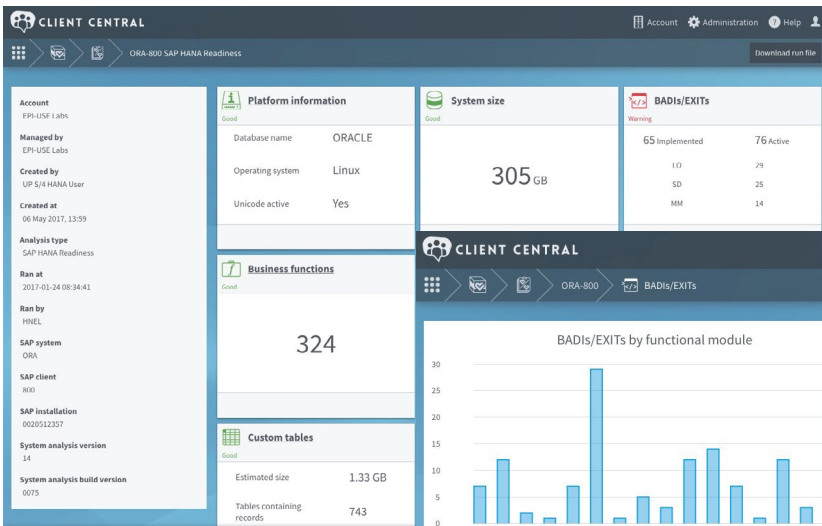 CLIENT CENTRAL
Account Administration ? Help
ORA-800 SAP HANA Readiness
Download run file
Account
EPI-USE Labs
Managed by
EPI-USE Labs
Created by
UP S/4 HANA User
Created at
06 May 2017, 13:59
Analysis type
SAP HANA Readiness
Ran at
2017-01-24 08:34:41
Ran by
HNEL
SAP system
ORA
SAP client
800
SAP installation
0020512357
System analysis version
14
System analysis build version
0075
Platform information
Good
Database name ORACLE
Operating system Linux
Unicode active Yes
Business functions
Good
324
Custom tables
Good
Estimated size 1.33 GB
Tables containing
records 743
System size
Good
305 GB
BADIs/EXITs
Warning
65 Implemented 76 Active
LO 29
SD 25
MM 14
CLIENT CENTRAL
ORA-800 BADIs/EXITs
BADIs/EXITs by functional module
30
25
20
15
10
5
0